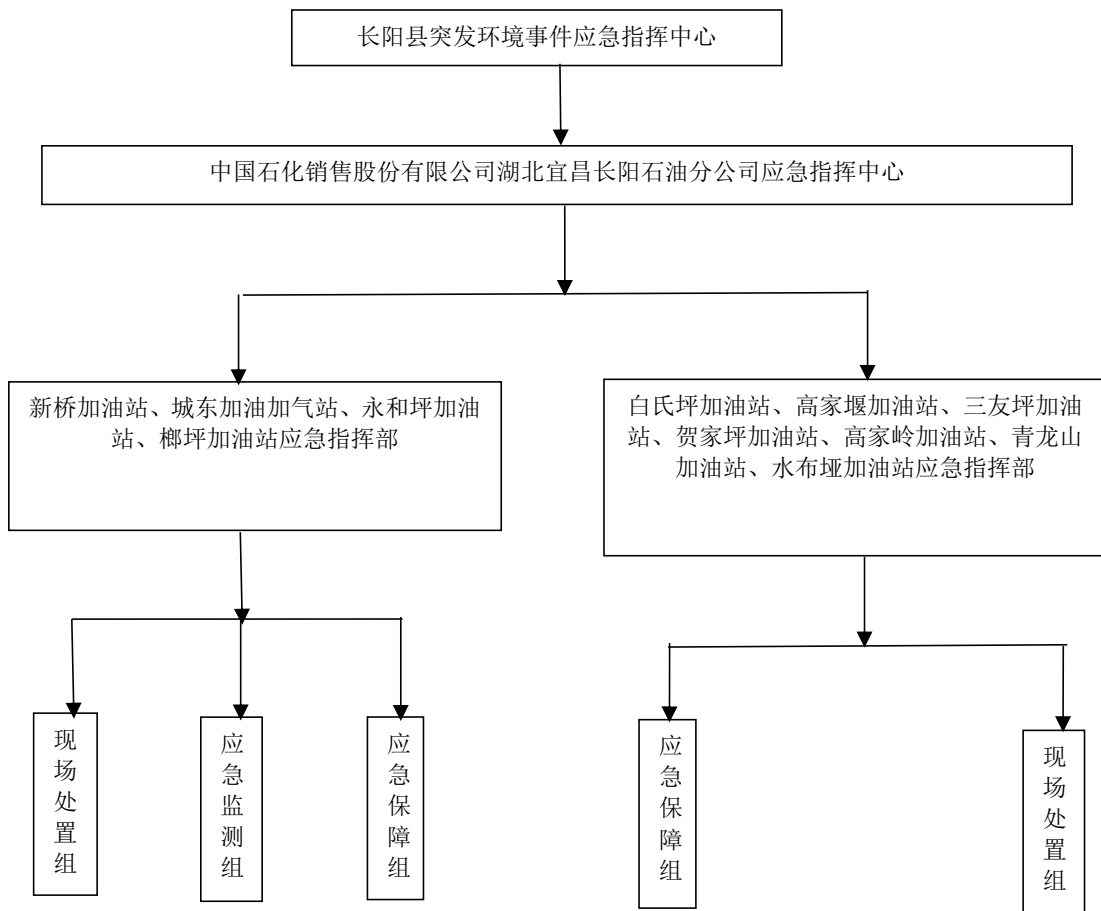 长阳县突发环境事件应急指挥中心
中国石化销售股份有限公司湖北宜昌长阳石油分公司应急指挥中心
新桥加油站、城东加油加气站、永和坪加油
站、榔坪加油站应急指挥部
白氏坪加油站、高家堰加油站、三友坪加油
站、贺家坪加油站、高家岭加油站、青龙山
加油站、水布垭加油站应急指挥部
现场处置组
应急监测组
应急保障组
应急保障组
现场处置组